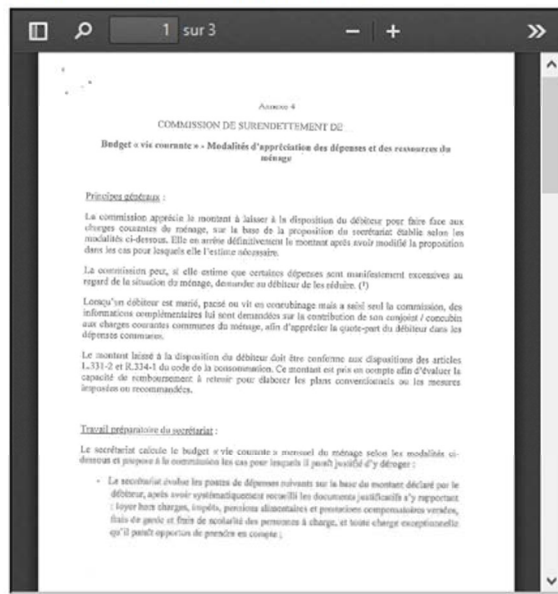 1 sur 3
Annexe 4
COMMISSION DE SURENDETTEMENT DE ...
Budget « vie courante » - Modalités d'appréciation des dépenses et des ressources du
ménage
Principes généraux :
La commission apprécie le montant à laisser à la disposition du débiteur pour faire face aux
charges courantes du ménage, sur la base de la proposition du secrétariat établie selon les
modalités ci-dessous. Elle en arrête définitivement le montant après avoir modifié la proposition
dans les cas pour lesquels elle l'estime nécessaire.
La commission peut, si elle estime que certaines dépenses sont manifestement excessives au
regard de la situation du ménage, demander au débiteur de les réduire. (¹)
Lorsqu'un débiteur est marié, pacsé ou vit en concubinage mais a saisi seul la commission, des
informations complémentaires lui sont demandées sur la contribution de son conjoint / concubin
aux charges courantes communes du ménage, afin d'apprécier la quote-part du débiteur dans les
dépenses communes.
Le montant laissé à la disposition du débiteur doit être conforme aux dispositions des articles
L.331-2 et R.334-1 du code de la consommation. Ce montant est pris en compte afin d'évaluer la
capacité de remboursement à retenir pour élaborer les plans conventionnels ou les mesures
imposées ou recommandées.
Travail préparatoire du secrétariat :
Le secrétariat calcule le budget « vie courante » mensuel du ménage selon les modalités ci-
dessous et propose à la commission les cas pour lesquels il paraît justifié d'y déroger :
- Le secrétariat évalue les postes de dépenses suivants sur la base du montant déclaré par le
débiteur, après avoir systématiquement recueilli les documents justificatifs s'y rapportant
: loyer hors charges, impôts, pensions alimentaires et prestations compensatoires versées,
frais de garde et frais de scolarité des personnes à charge, et toute charge exceptionnelle
qu'il paraît opportun de prendre en compte ;